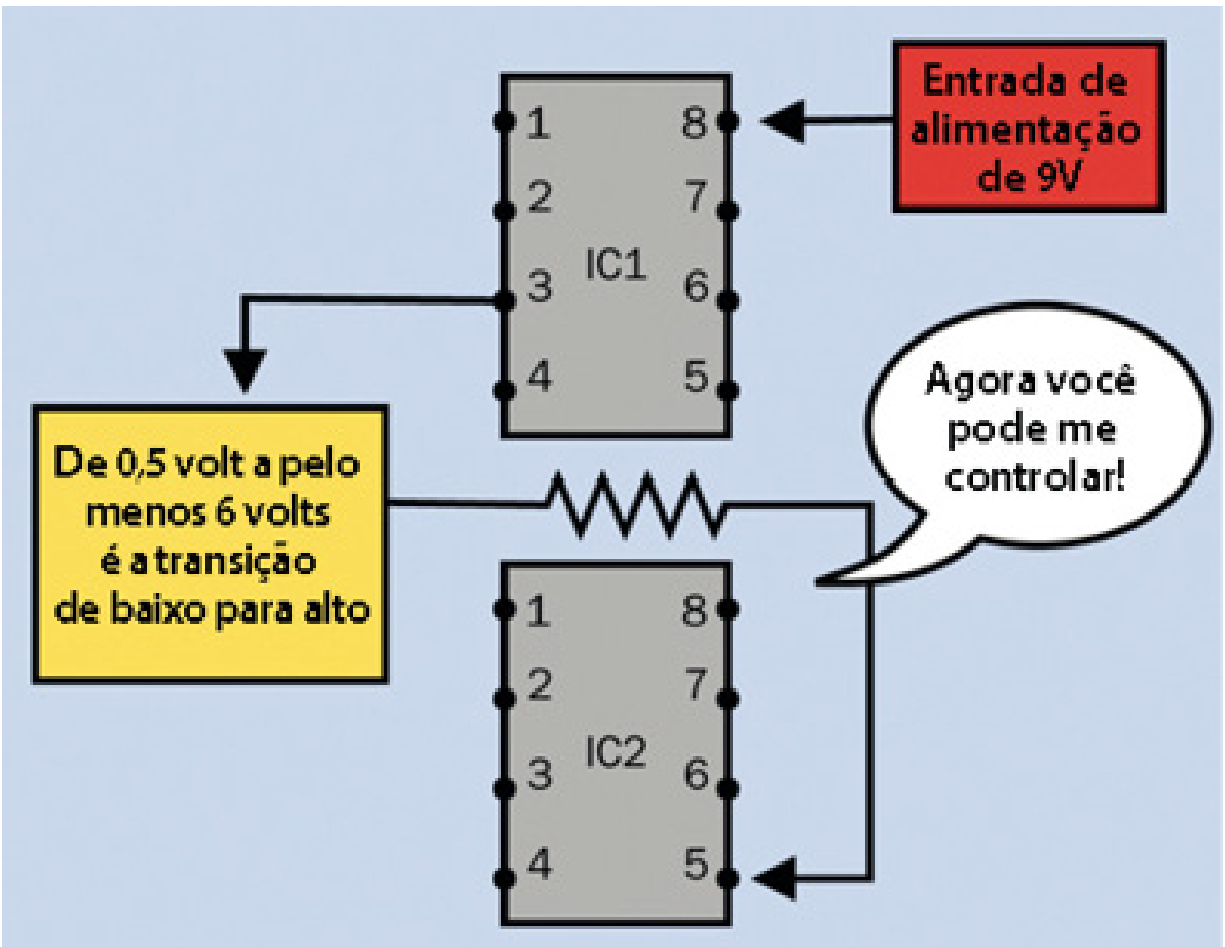 Entrada de
alimentação
de 9V
1 8
2 7
IC1
3 6
4 5
Agora você
pode me
controlar!
De 0,5 volt a pelo
menos 6 volts
é a transição
de baixo para alto
1 8
2 7
IC2
3 6
4 5